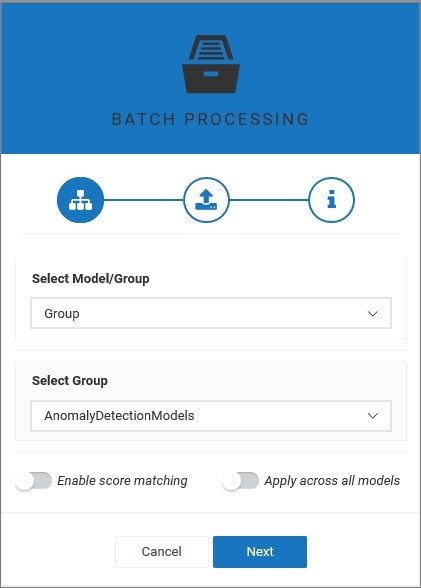 BATCH PROCESSING
Select Model/Group
Group
Select Group
AnomalyDetectionModels
Enable score matching Apply across all models
Cancel Next